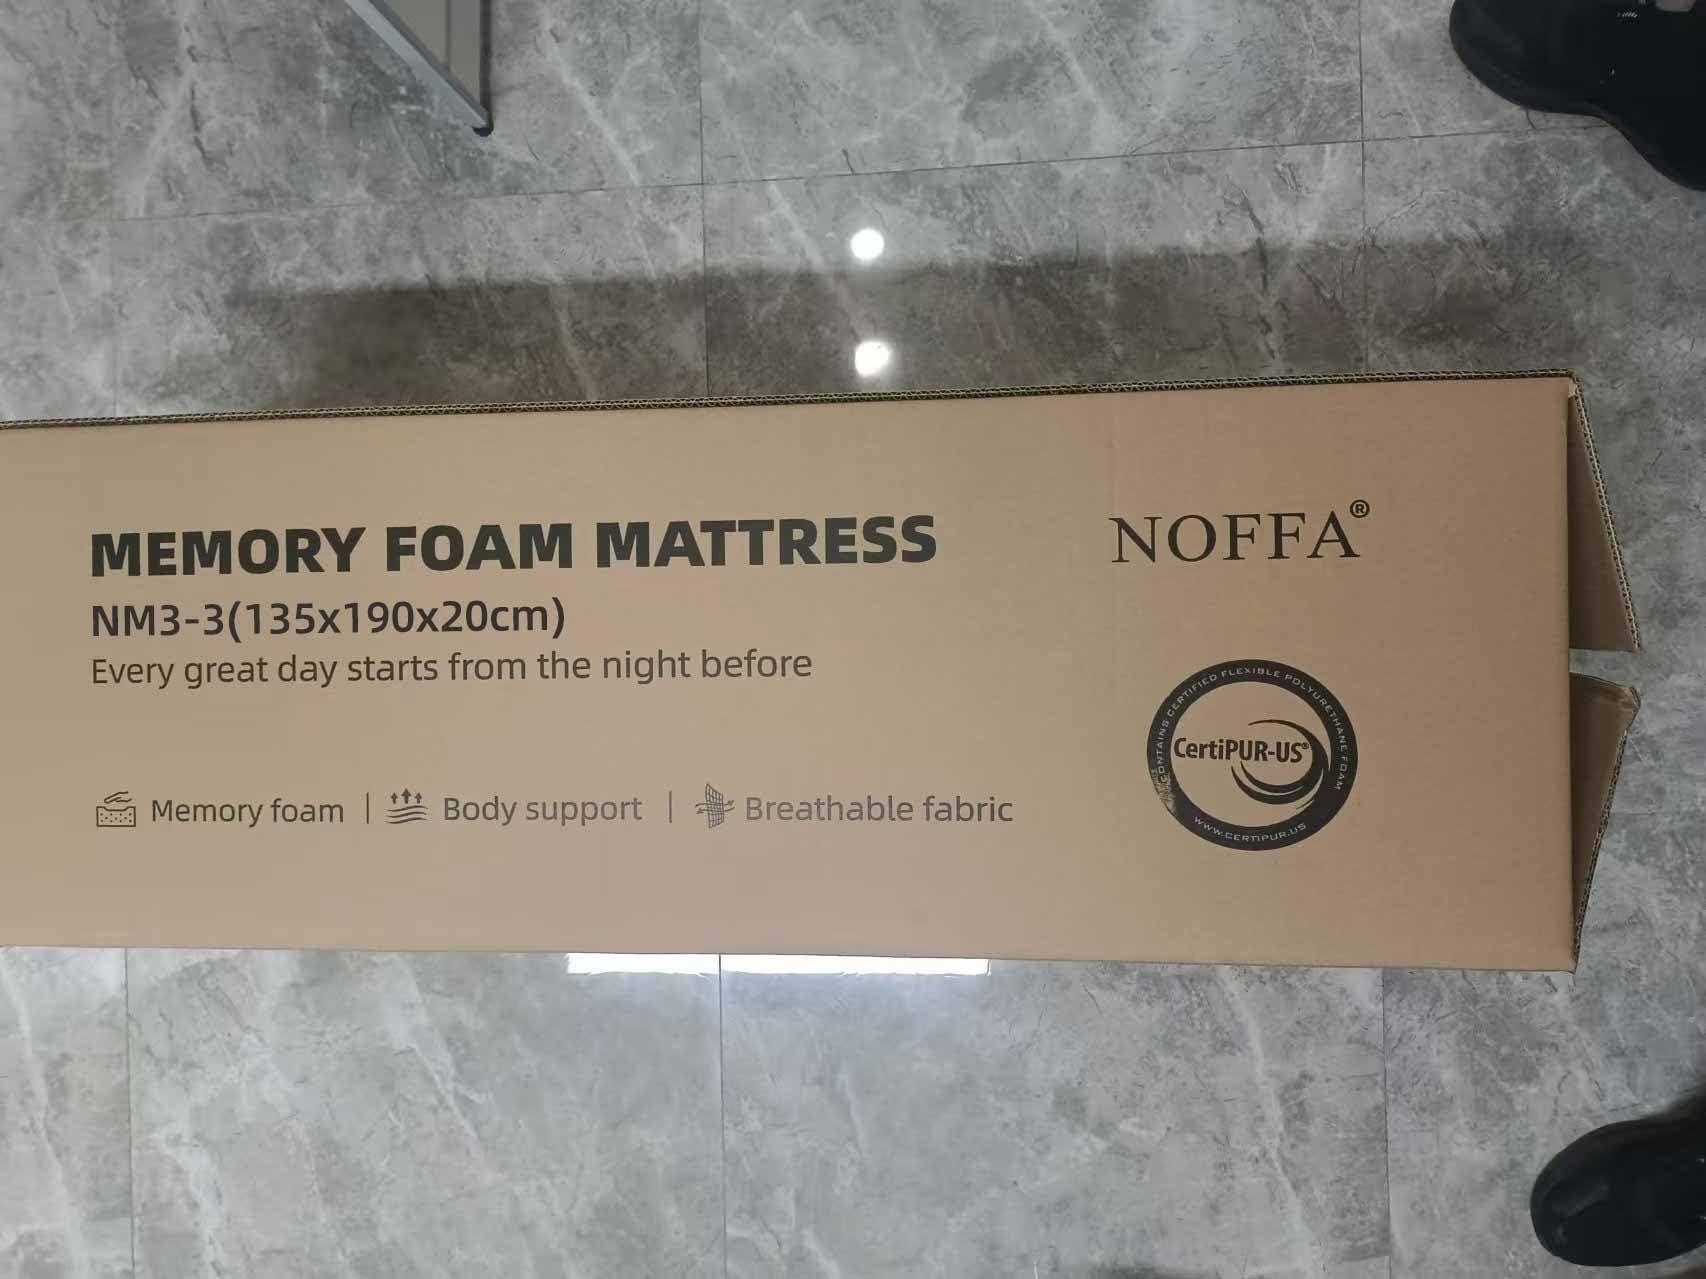 MEMORY FOAM MATTRESS
NM3-3(135x190x20cm)
Every great day starts from the night before
Memory foam | Body support | Breathable fabric
NOFFA®
CONTAINS CERTIFIED FLEXIBLE POLYURETHANE FOAM
CertiPUR-US®
WWW.CERTIPUR.US